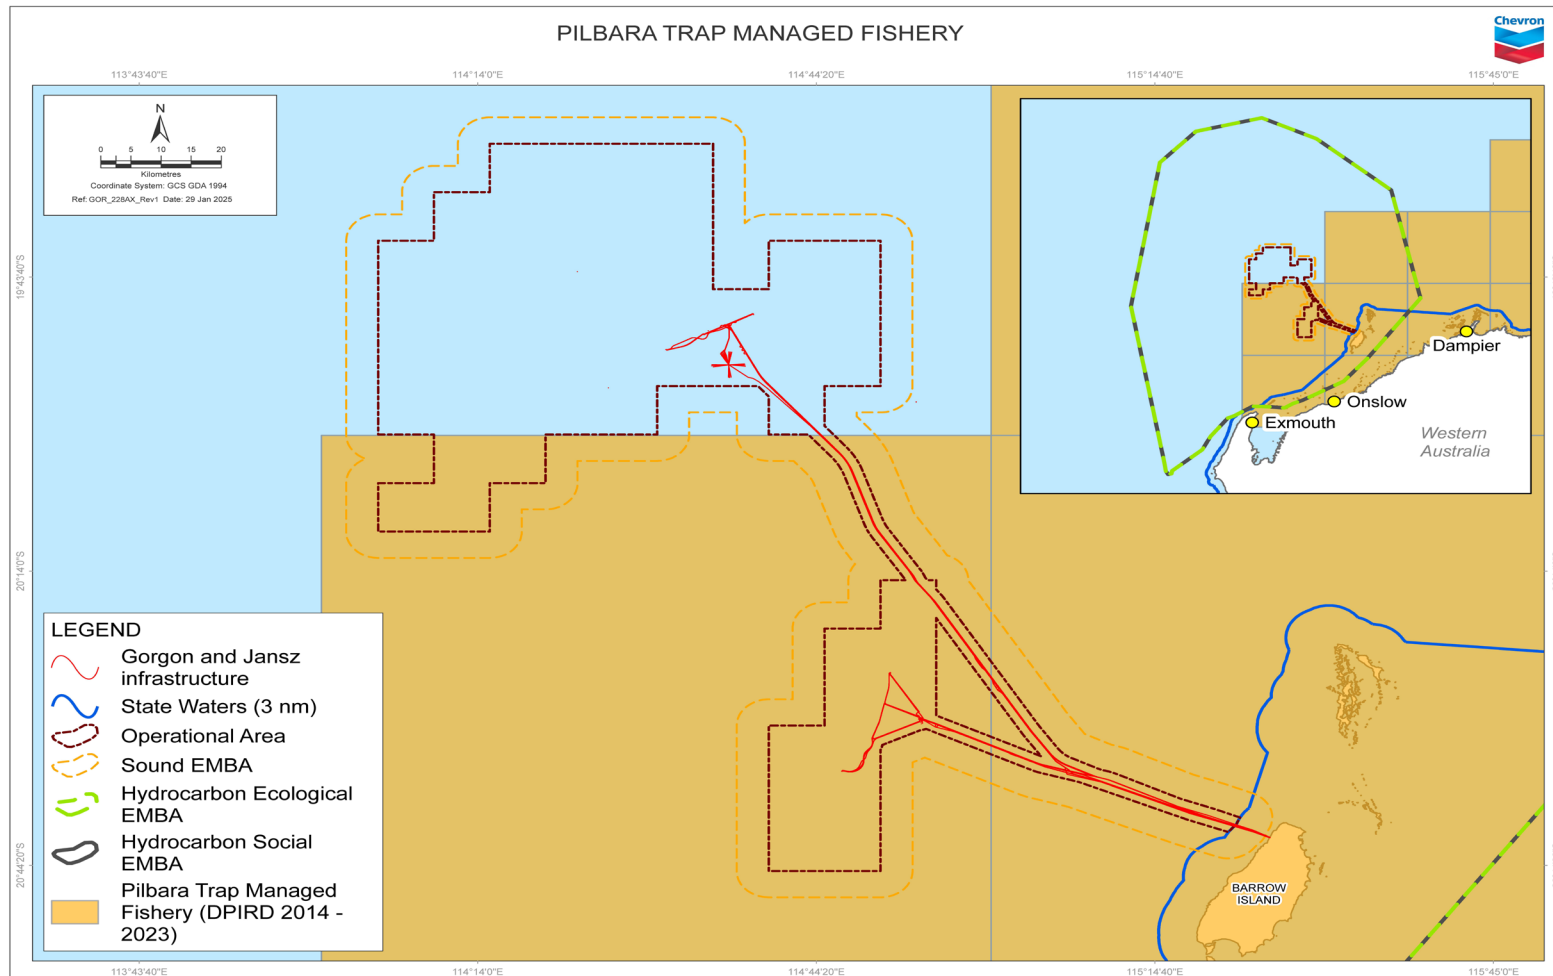 PILBARA TRAP MANAGED FISHERY
Chevron
113°43'40"E
114°14'0"E
114°44'20"E
115°14'40"E
115°45'0"E
N
0 5 10 15 20
Kilometres
Coordinate System: GCS GDA 1994
Ref: GOR_228AX_Rev1 Date: 29 Jan 2025
19°43'40"S
20°14'0"S
20°44'20"S
Dampier
Onslow
Exmouth
Western
Australia
LEGEND
Gorgon and Jansz
infrastructure
State Waters (3 nm)
Operational Area
Sound EMBA
Hydrocarbon Ecological
EMBA
Hydrocarbon Social
EMBA
Pilbara Trap Managed
Fishery (DPIRD 2014 -
2023)
BARROW
ISLAND
113°43'40"E
114°14'0"E
114°44'20"E
115°14'40"E
115°45'0"E